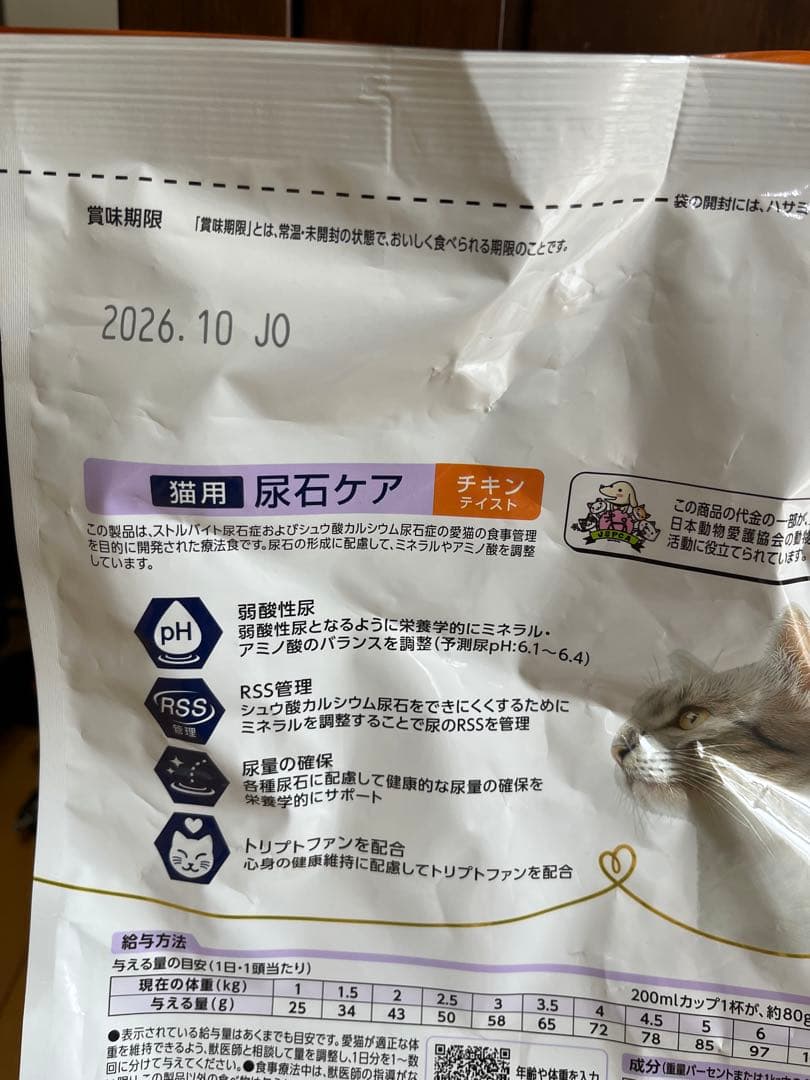 袋の開封には、ハサミ
賞味期限 「賞味期限」とは、常温・未開封の状態で、おいしく食べられる期限のことです。
2026.10 JO
猫用 尿石ケア チキン
テイスト
この製品は、ストルバイト尿石症およびシュウ酸カルシウム尿石症の愛猫の食事管理
を目的に開発された療法食です。尿石の形成に配慮して、ミネラルやアミノ酸を調整
しています。
JSPCA
この商品の代金の一部が、
日本動物愛護協会の動物
活動に役立てられています。
pH
弱酸性尿
弱酸性尿となるように栄養学的にミネラル・
アミノ酸のバランスを調整(予測尿pH:6.1〜6.4)
RSS
管理
RSS管理
シュウ酸カルシウム尿石をできにくくするために
ミネラルを調整することで尿のRSSを管理
尿量の確保
各種尿石に配慮して健康的な尿量の確保を
栄養学的にサポート
トリプトファンを配合
心身の健康維持に配慮してトリプトファンを配合
給与方法
与える量の目安(1日・1頭当たり)
200mlカップ1杯が、約80g
現在の体重(kg) 1 1.5 2 2.5 3 3.5 4 4.5 5 6
与える量(g) 25 34 43 50 58 65 72 78 85 97
●表示されている給与量はあくまでも目安です。愛猫が適正な体
重を維持できるよう、獣医師と相談して量を調整し、1日分を1〜数
回に分けて与えてください。●食事療法中は、獣医師の指導がな
年齢や体重を入力
成分(重量パーセントまたは1kg